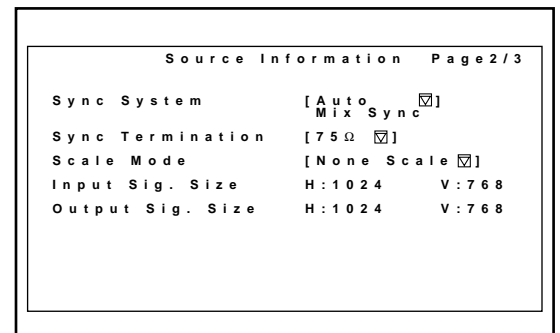 Source Information Page2/3
Sync System [Auto ▽]
Mix Sync
Sync Termination [75Ω ▽]
Scale Mode [None Scale ▽]
Input Sig. Size H:1024 V:768
Output Sig. Size H:1024 V:768